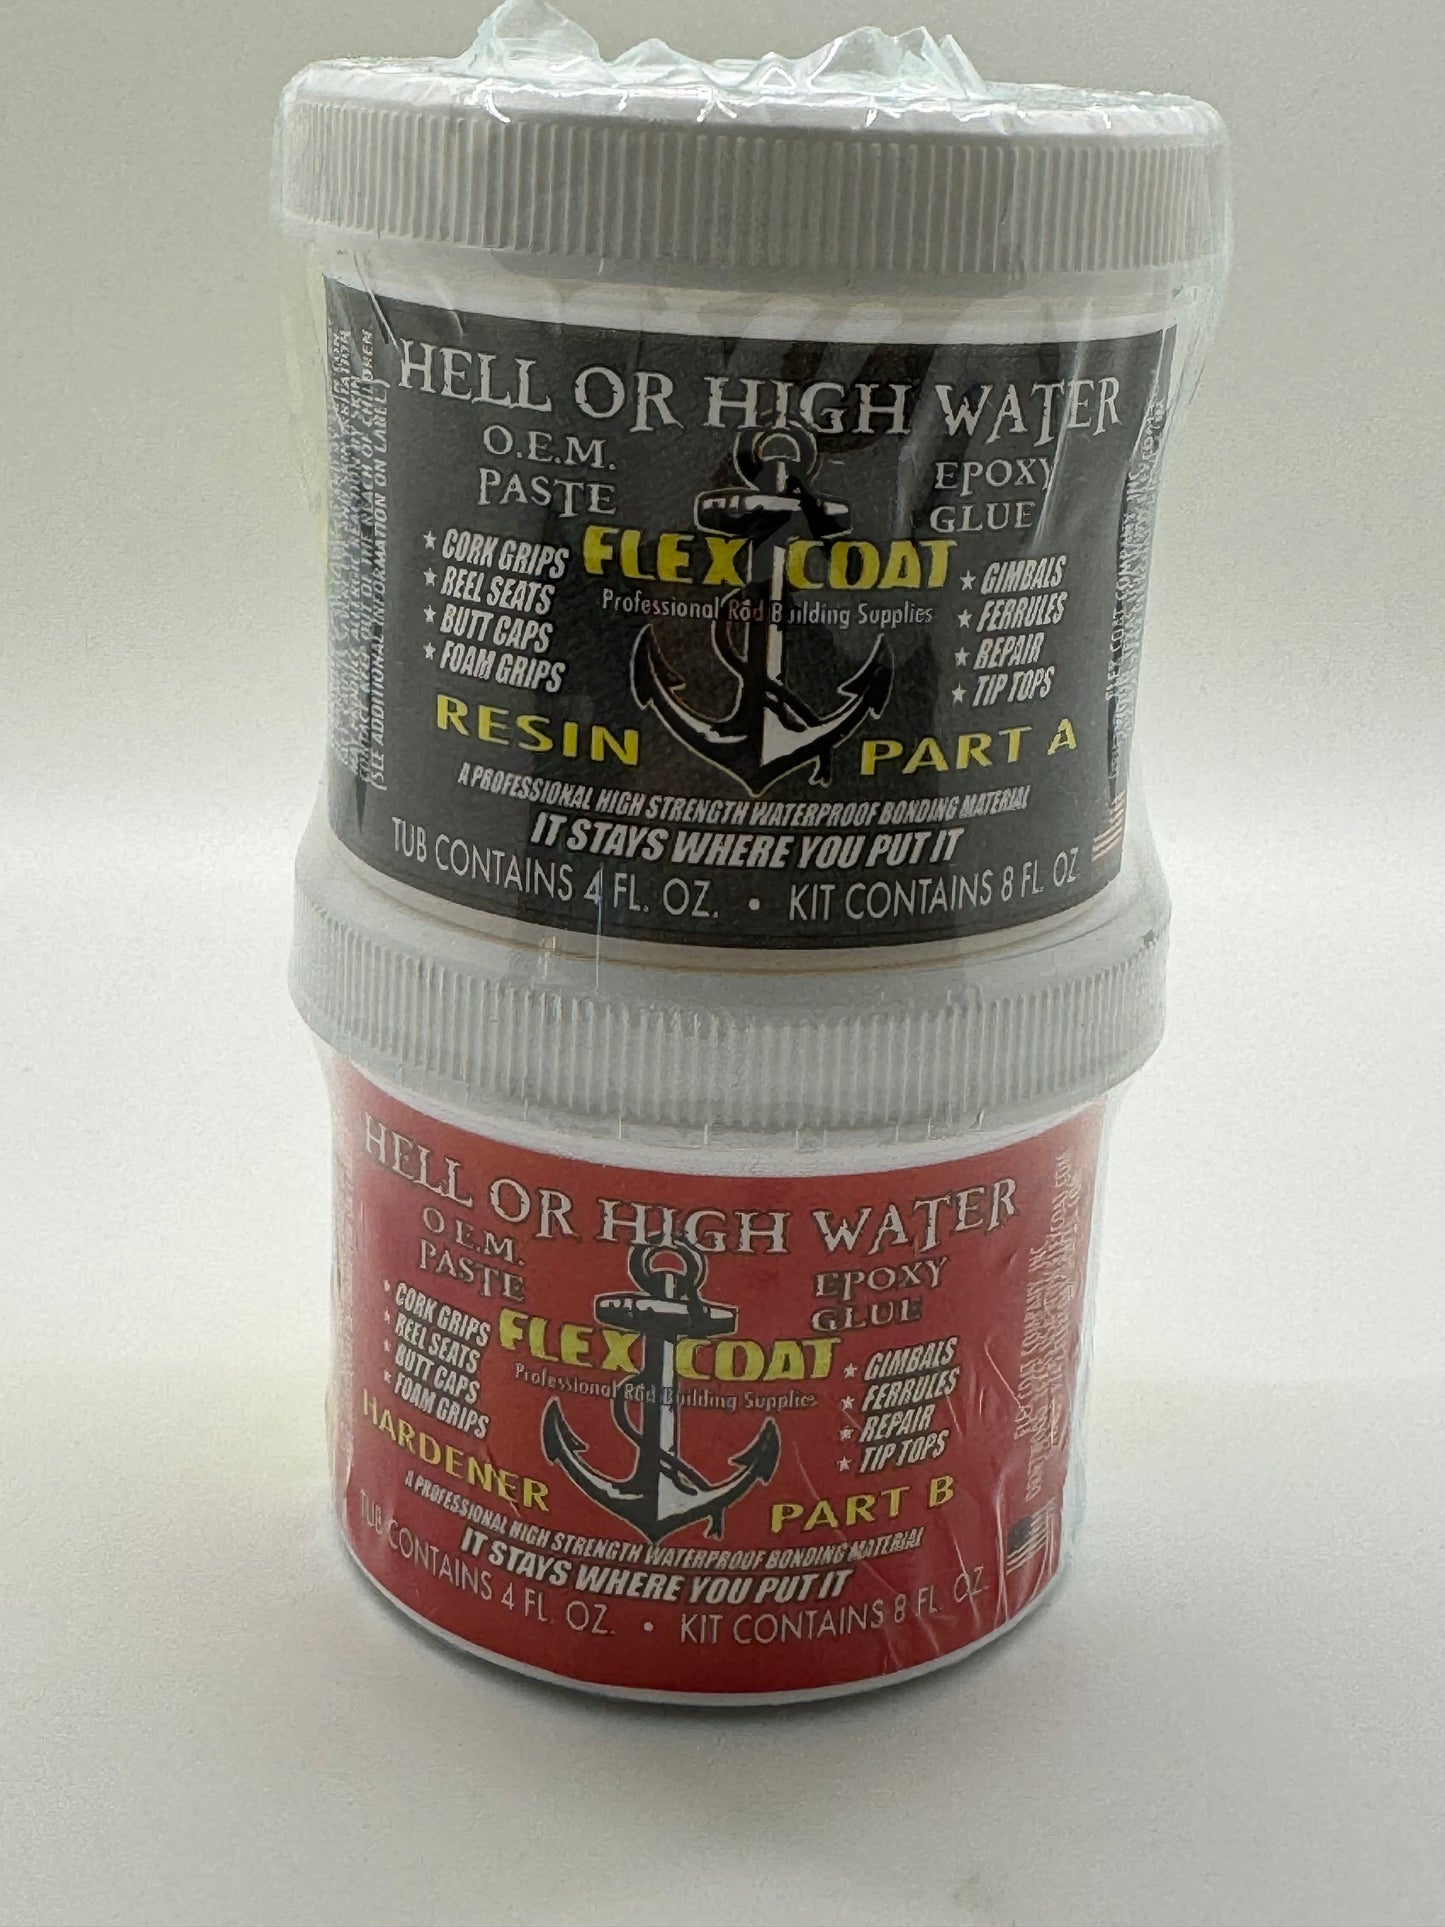 HELL OR HIGH WATER
O.E.M. PASTE
EPOXY GLUE
FLEX COAT
Professional Rod Building Supplies
★ CORK GRIPS
★ REEL SEATS
★ BUTT CAPS
★ FOAM GRIPS
★ GIMBALS
★ FERRULES
★ REPAIR
★ TIP TOPS
RESIN PART A
A PROFESSIONAL HIGH STRENGTH WATERPROOF BONDING MATERIAL
IT STAYS WHERE YOU PUT IT
TUB CONTAINS 4 FL. OZ. • KIT CONTAINS 8 FL. OZ.
(SEE ADDITIONAL INFORMATION ON LABEL)
HELL OR HIGH WATER
O.E.M. PASTE
EPOXY GLUE
FLEX COAT
Professional Rod Building Supplies
★ CORK GRIPS
★ REEL SEATS
★ BUTT CAPS
★ FOAM GRIPS
★ GIMBALS
★ FERRULES
★ REPAIR
★ TIP TOPS
HARDENER PART B
A PROFESSIONAL HIGH STRENGTH WATERPROOF BONDING MATERIAL
IT STAYS WHERE YOU PUT IT
TUB CONTAINS 4 FL. OZ. • KIT CONTAINS 8 FL. OZ.